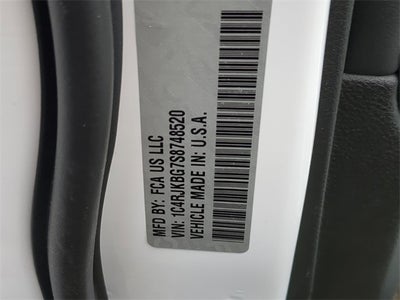 MFD BY: FCA US LLC
VIN: 1C4RJKBG7S8748520
VEHICLE MADE IN: U.S.A.